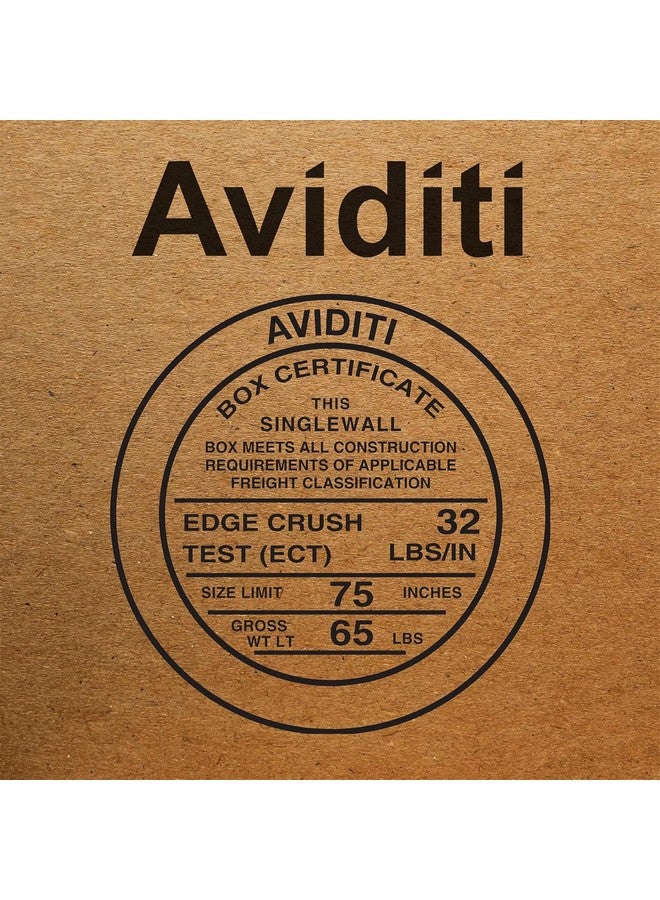 Aviditi
AVIDITI
BOX CERTIFICATE
THIS
SINGLEWALL
BOX MEETS ALL CONSTRUCTION
REQUIREMENTS OF APPLICABLE
FREIGHT CLASSIFICATION
EDGE CRUSH 32
TEST (ECT) LBS/IN
SIZE LIMIT 75 INCHES
GROSS
WT LT 65 LBS